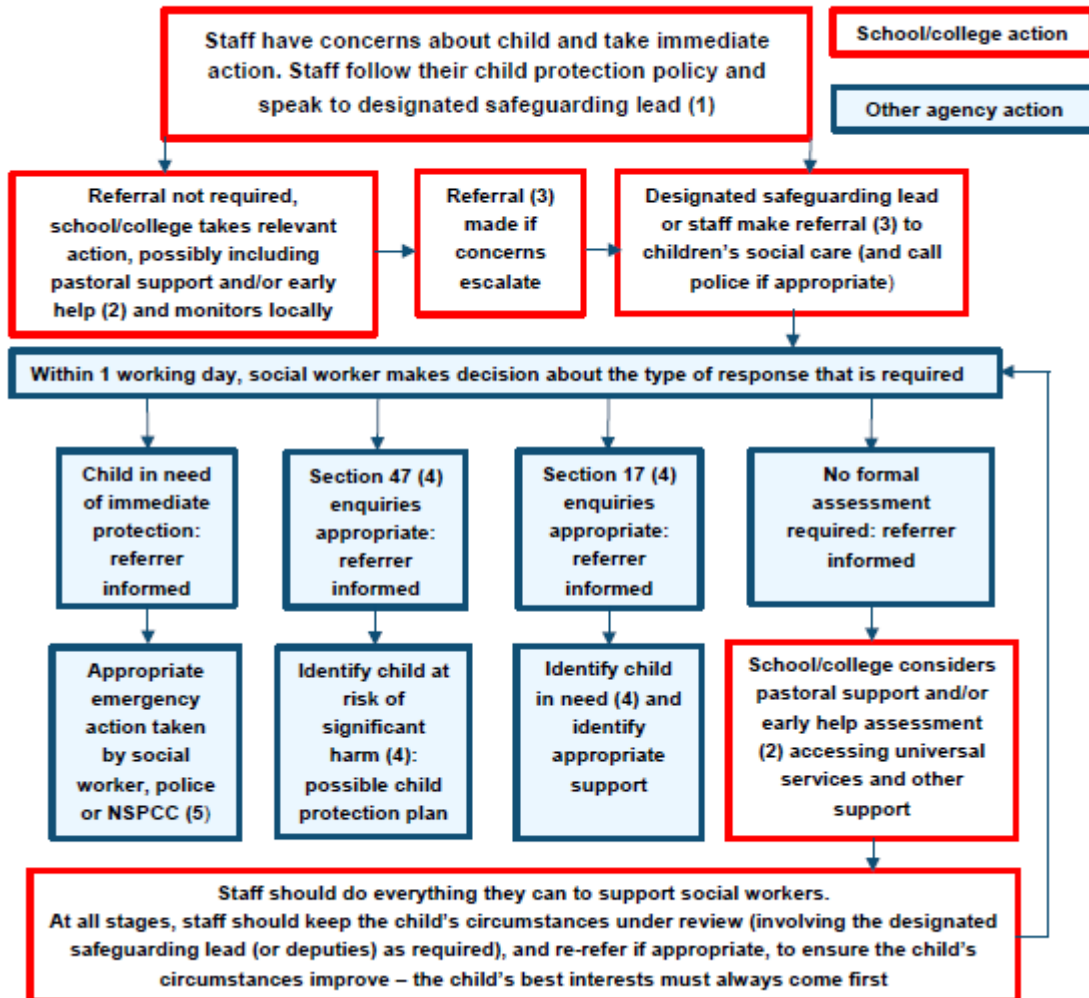 Staff have concerns about child and take immediate
action. Staff follow their child protection policy and
speak to designated safeguarding lead (1)
School/college action
Other agency action
Referral not required,
school/college takes relevant
action, possibly including
pastoral support and/or early
help (2) and monitors locally
Referral (3)
made if
concerns
escalate
Designated safeguarding lead
or staff make referral (3) to
children's social care (and call
police if appropriate)
Within 1 working day, social worker makes decision about the type of response that is required
Child in need
of immediate
protection:
referrer
informed
Section 47 (4)
enquiries
appropriate:
referrer
informed
Section 17 (4)
enquiries
appropriate:
referrer
informed
No formal
assessment
required: referrer
informed
Appropriate
emergency
action taken
by social
worker, police
or NSPCC (5)
Identify child at
risk of
significant
harm (4):
possible child
protection plan
Identify child
in need (4) and
identify
appropriate
support
School/college considers
pastoral support and/or
early help assessment
(2) accessing universal
services and other
support
Staff should do everything they can to support social workers.
At all stages, staff should keep the child's circumstances under review (involving the designated
safeguarding lead (or deputies) as required), and re-refer if appropriate, to ensure the child's
circumstances improve – the child's best interests must always come first